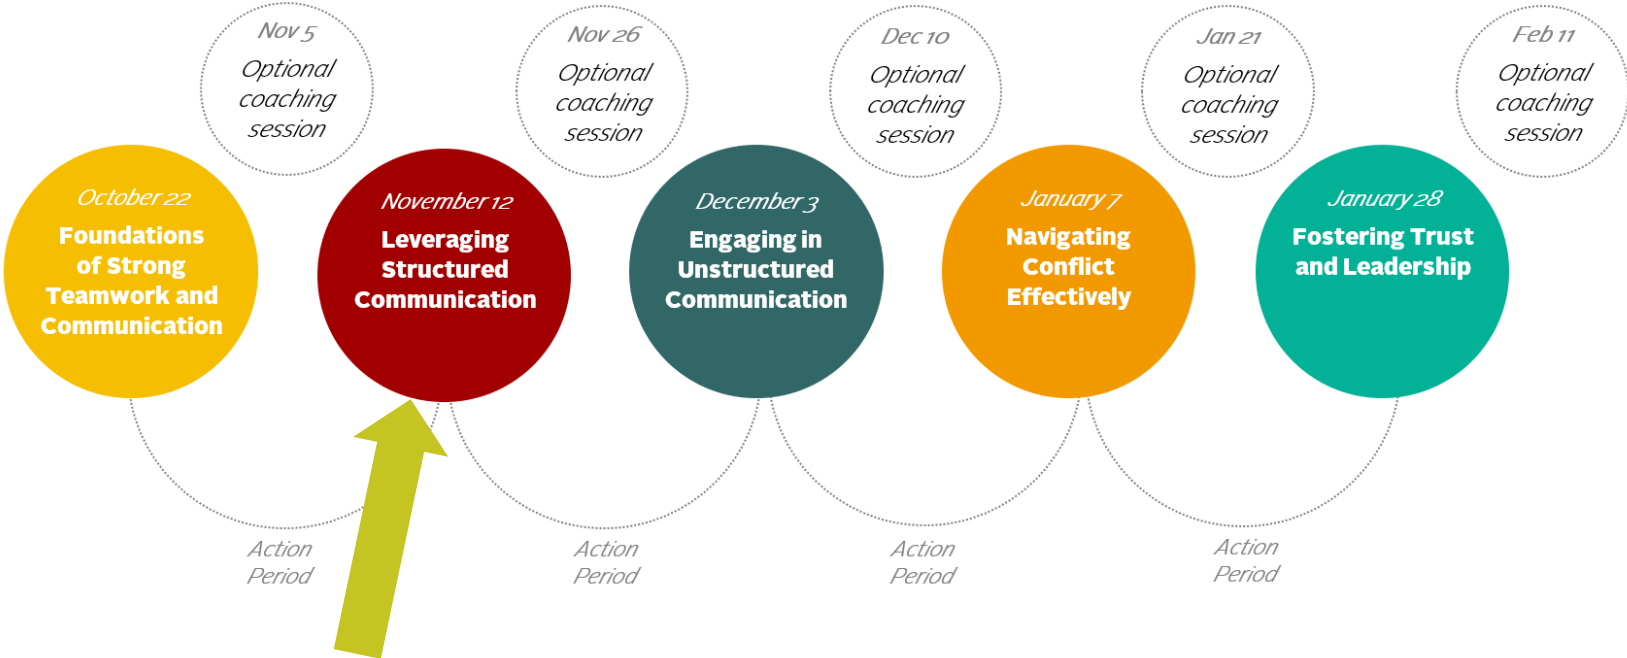 Nov 5
Optional
coaching
session
Nov 26
Optional
coaching
session
Dec 10
Optional
coaching
session
Jan 21
Optional
coaching
session
Feb 11
Optional
coaching
session
October 22
Foundations
of Strong
Teamwork and
Communication
November 12
Leveraging
Structured
Communication
December 3
Engaging in
Unstructured
Communication
January 7
Navigating
Conflict
Effectively
January 28
Fostering Trust
and Leadership
Action
Period
Action
Period
Action
Period
Action
Period